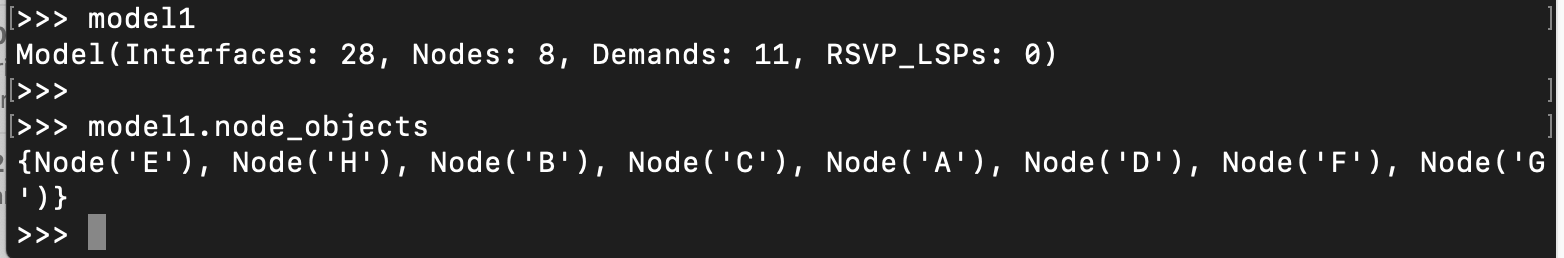 >>> model1
Model(Interfaces: 28, Nodes: 8, Demands: 11, RSVP_LSPs: 0)
>>>
>>> model1.node_objects
{Node('E'), Node('H'), Node('B'), Node('C'), Node('A'), Node('D'), Node('F'), Node('G
')}
>>>